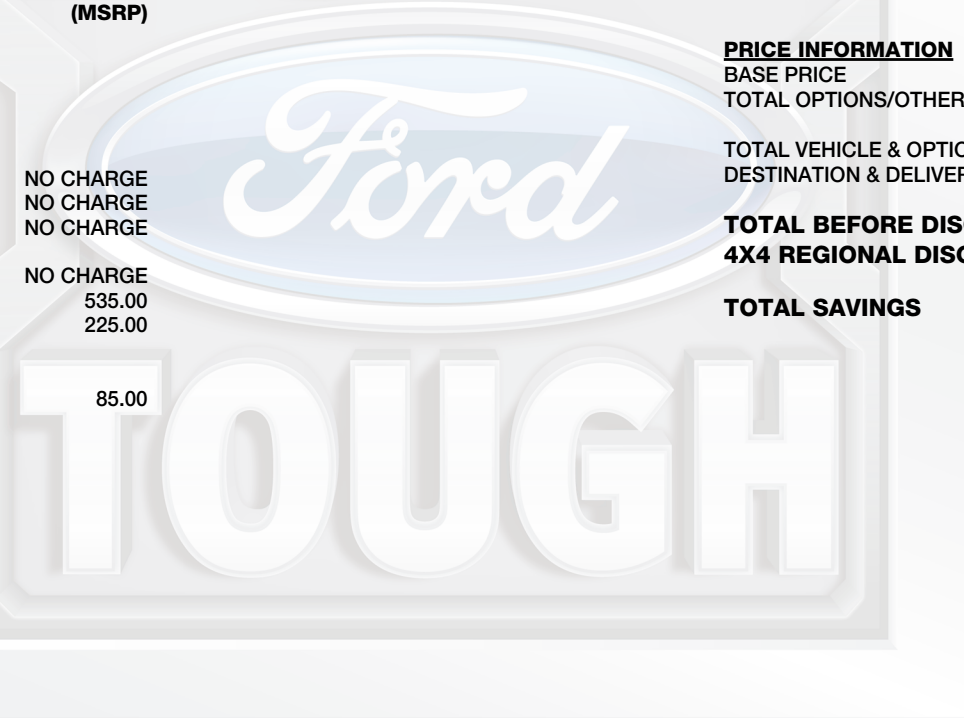 (MSRP)
NO CHARGE
NO CHARGE
NO CHARGE
NO CHARGE
535.00
225.00
85.00
Ford
TOUGH
PRICE INFORMATION
BASE PRICE
TOTAL OPTIONS/OTHER
TOTAL VEHICLE & OPTIO
DESTINATION & DELIVER
TOTAL BEFORE DISC
4X4 REGIONAL DISC
TOTAL SAVINGS